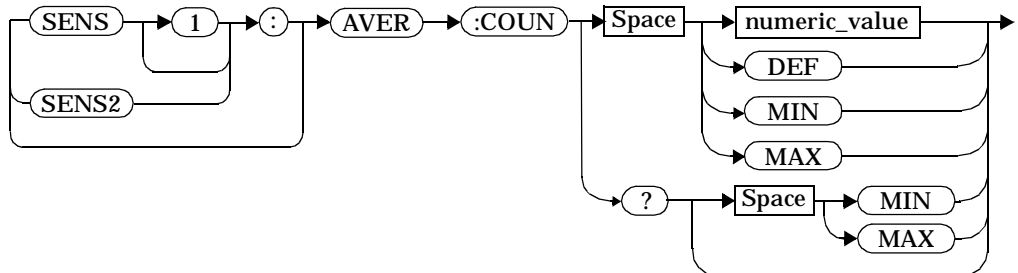 SENS 1 : AVER :COUN Space numeric_value
DEF
SENS2
MIN
MAX
? Space MIN
MAX